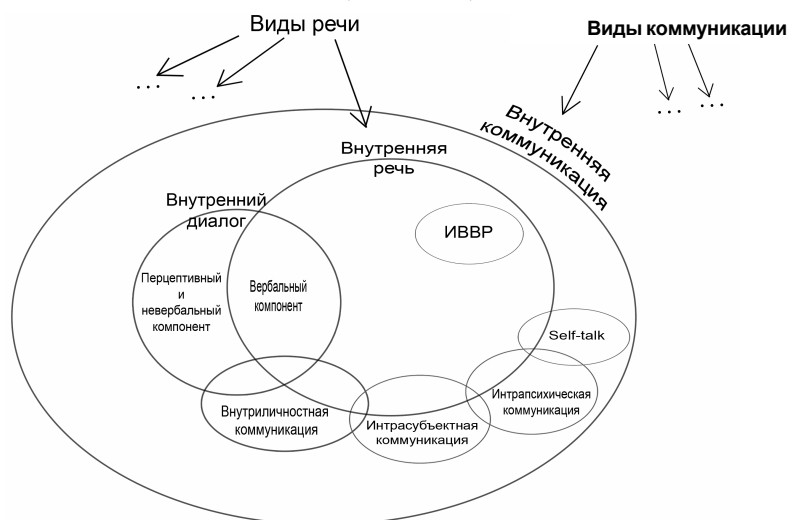 Виды речи
Виды коммуникации
...
...
...
...
Внутренняя
коммуникация
Внутренняя
речь
Внутренний
диалог
ИВВР
Перцептивный
и
невербальный
компонент
Вербальный
компонент
Self-talk
Интрапсихическая
коммуникация
Внутриличностная
коммуникация
Интрасубъектная
коммуникация